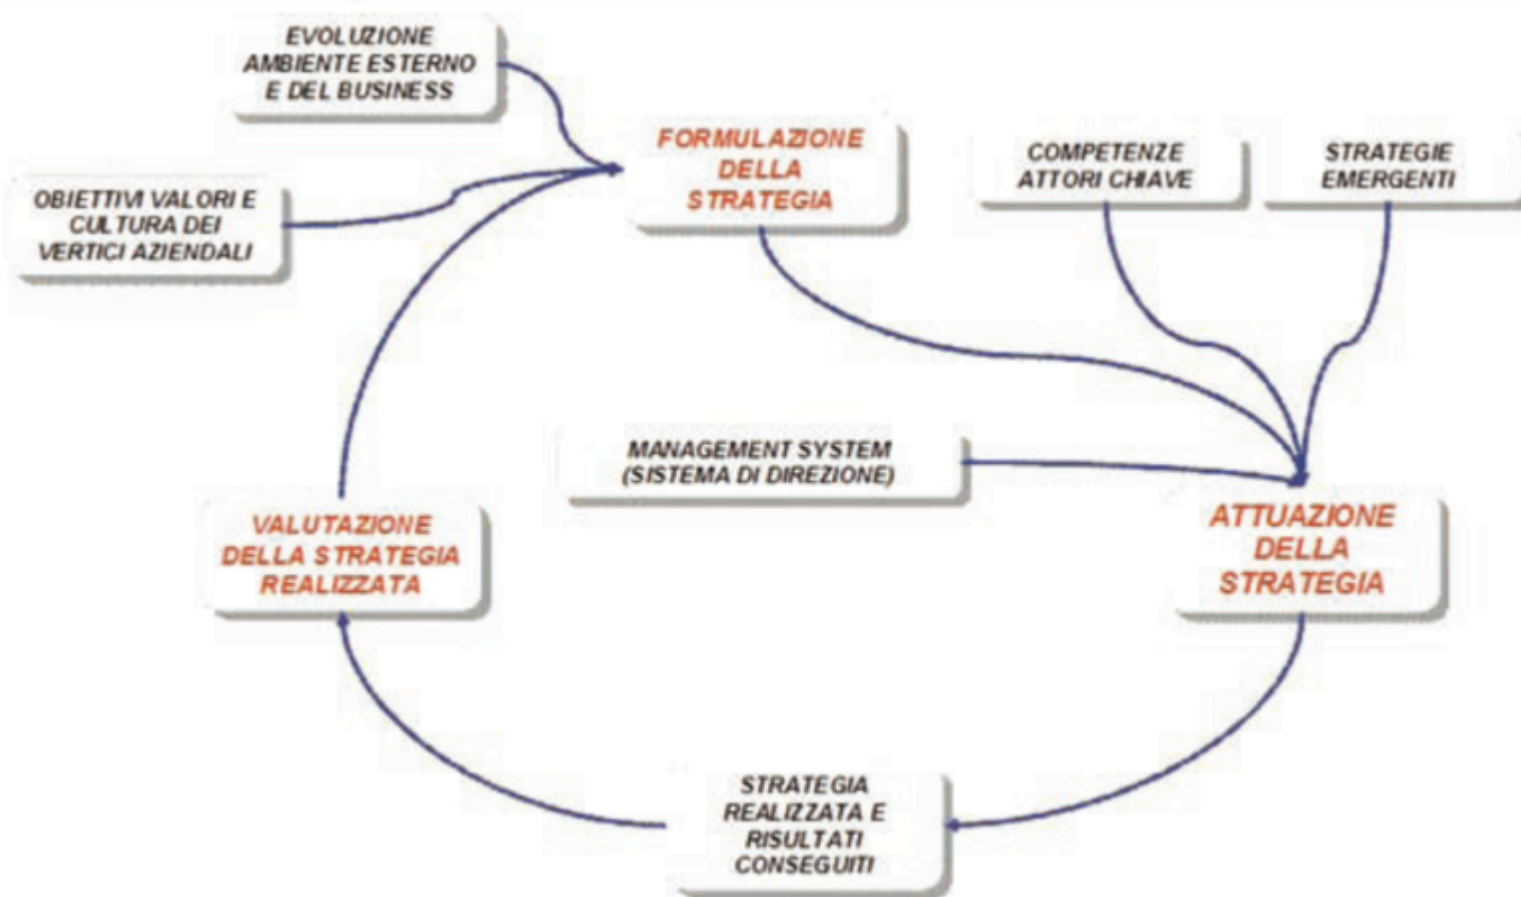 EVOLUZIONE
AMBIENTE ESTERNO
E DEL BUSINESS
OBIETTIVI VALORI E
CULTURA DEI
VERTICI AZIENDALI
FORMULAZIONE
DELLA
STRATEGIA
COMPETENZE
ATTORI CHIAVE
STRATEGIE
EMERGENTI
MANAGEMENT SYSTEM
(SISTEMA DI DIREZIONE)
VALUTAZIONE
DELLA STRATEGIA
REALIZZATA
ATTUAZIONE
DELLA
STRATEGIA
STRATEGIA
REALIZZATA E
RISULTATI
CONSEGUITI